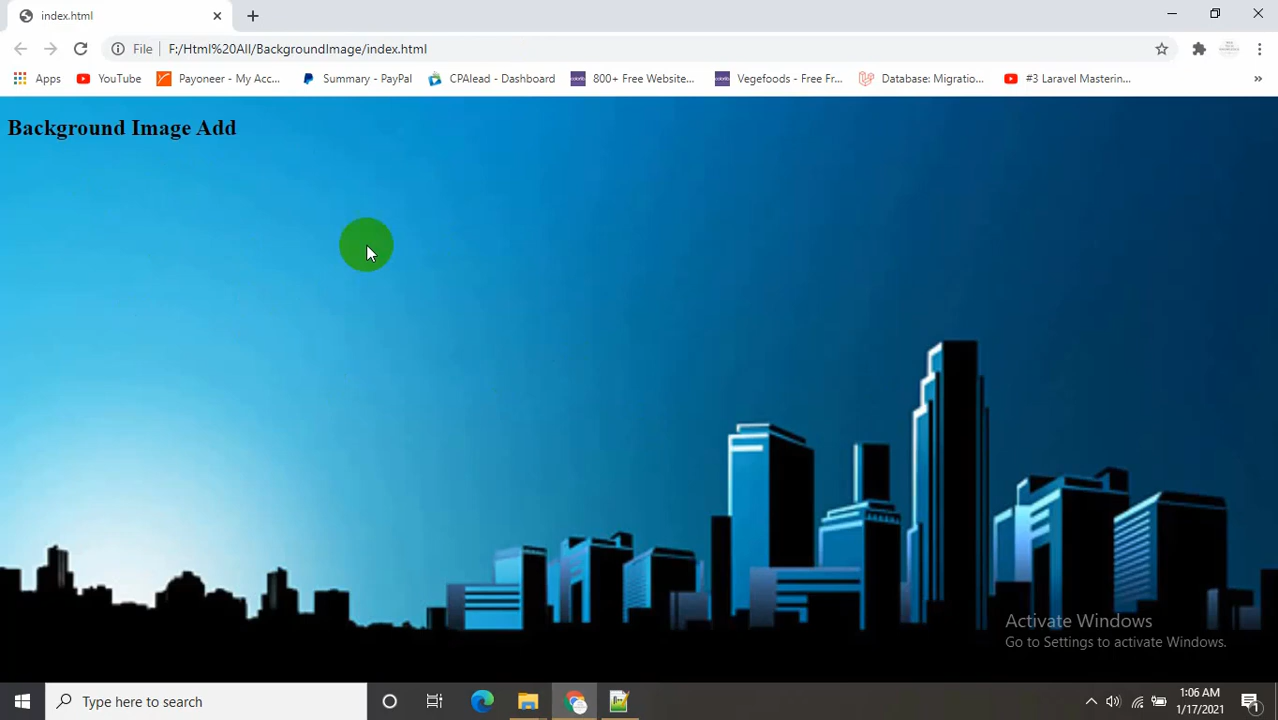 index.html
File F:/Html%20All/BackgroundImage/index.html
Apps YouTube Payoneer - My Acc... Summary - PayPal CPAlead - Dashboard 800+ Free Website... Vegefoods - Free Fr... Database: Migratio... #3 Laravel Masterin... »
Background Image Add
Activate Windows
Go to Settings to activate Windows.
Type here to search
1:06 AM
1/17/2021
1